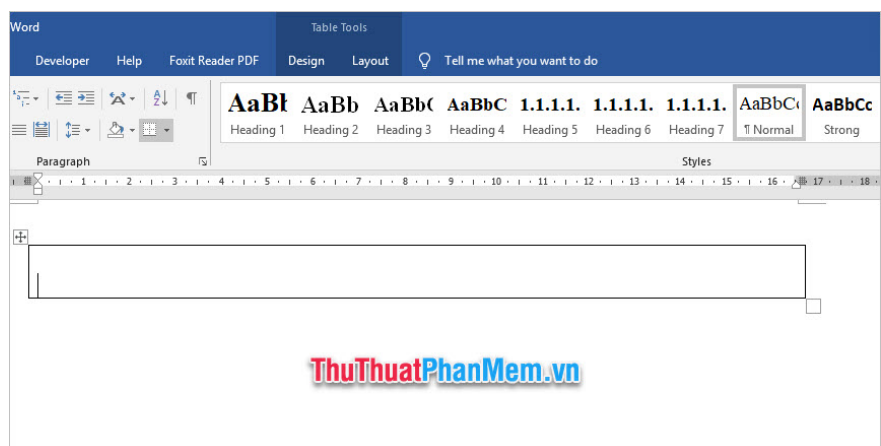 Word
Table Tools
Developer Help Foxit Reader PDF Design Layout Tell me what you want to do
AaBb AaBb AaBb( AaBbC 1.1.1.1. 1.1.1.1. 1.1.1.1. AaBbC AaBbCc
Heading 1 Heading 2 Heading 3 Heading 4 Heading 5 Heading 6 Heading 7 ¶ Normal Strong
Paragraph Styles
1 2 3 4 5 6 7 8 9 10 11 12 13 14 15 16 17 18
ThuThuatPhanMem.vn